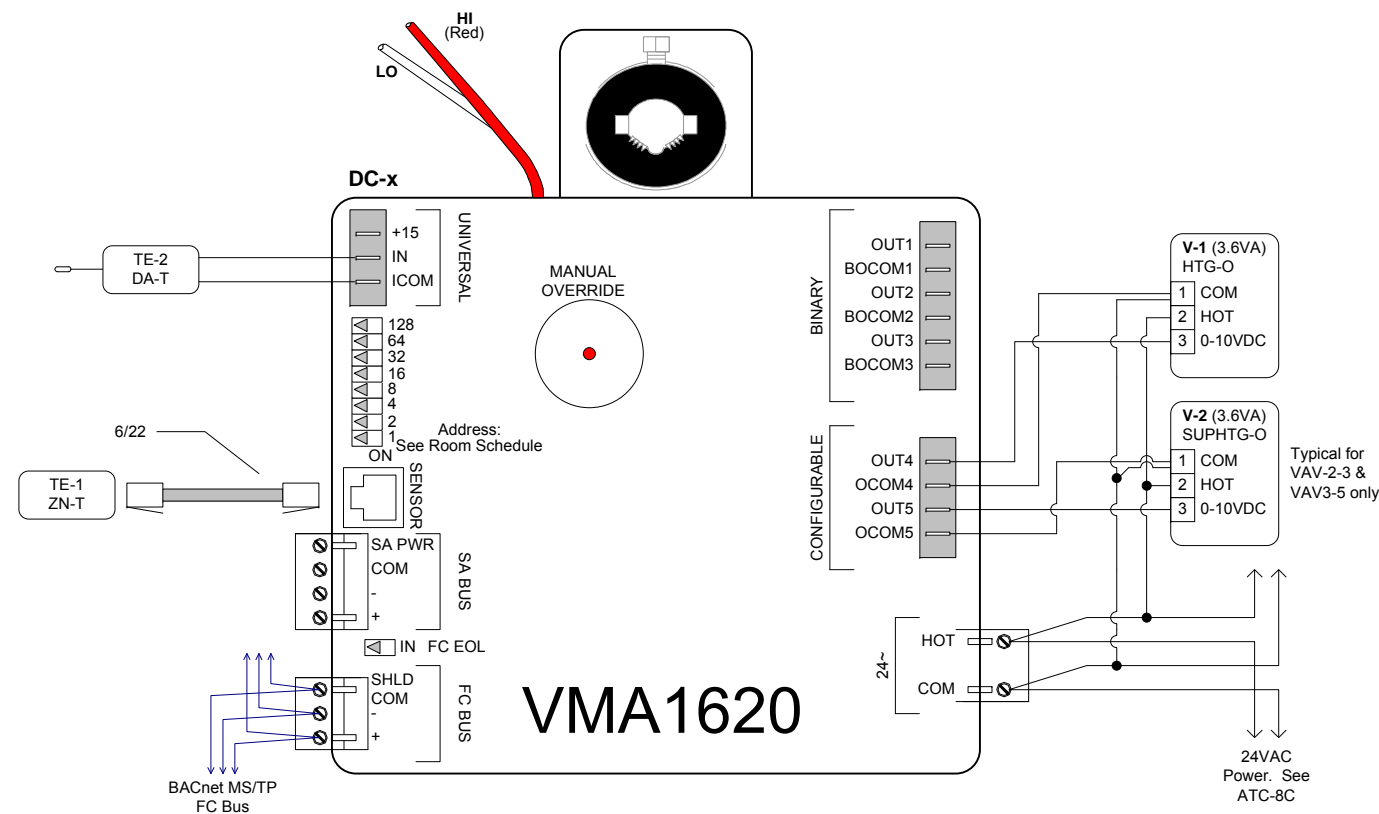 HI
(Red)
LO
DC-x
+15
IN
ICOM
UNIVERSAL
TE-2
DA-T
128
64
32
16
8
4
2
1
ON
Address:
See Room Schedule
MANUAL
OVERRIDE
6/22
TE-1
ZN-T
SENSOR
SA PWR
COM
-
+
SA BUS
IN FC EOL
SHLD
COM
-
+
FC BUS
BACnet MS/TP
FC Bus
VMA1620
BINARY
OUT1
BOCOM1
OUT2
BOCOM2
OUT3
BOCOM3
CONFIGURABLE
OUT4
OCOM4
OUT5
OCOM5
24~
HOT
COM
V-1 (3.6VA)
HTG-O
1 COM
2 HOT
3 0-10VDC
V-2 (3.6VA)
SUPHTG-O
1 COM
2 HOT
3 0-10VDC
Typical for
VAV-2-3 &
VAV3-5 only
24VAC
Power. See
ATC-8C